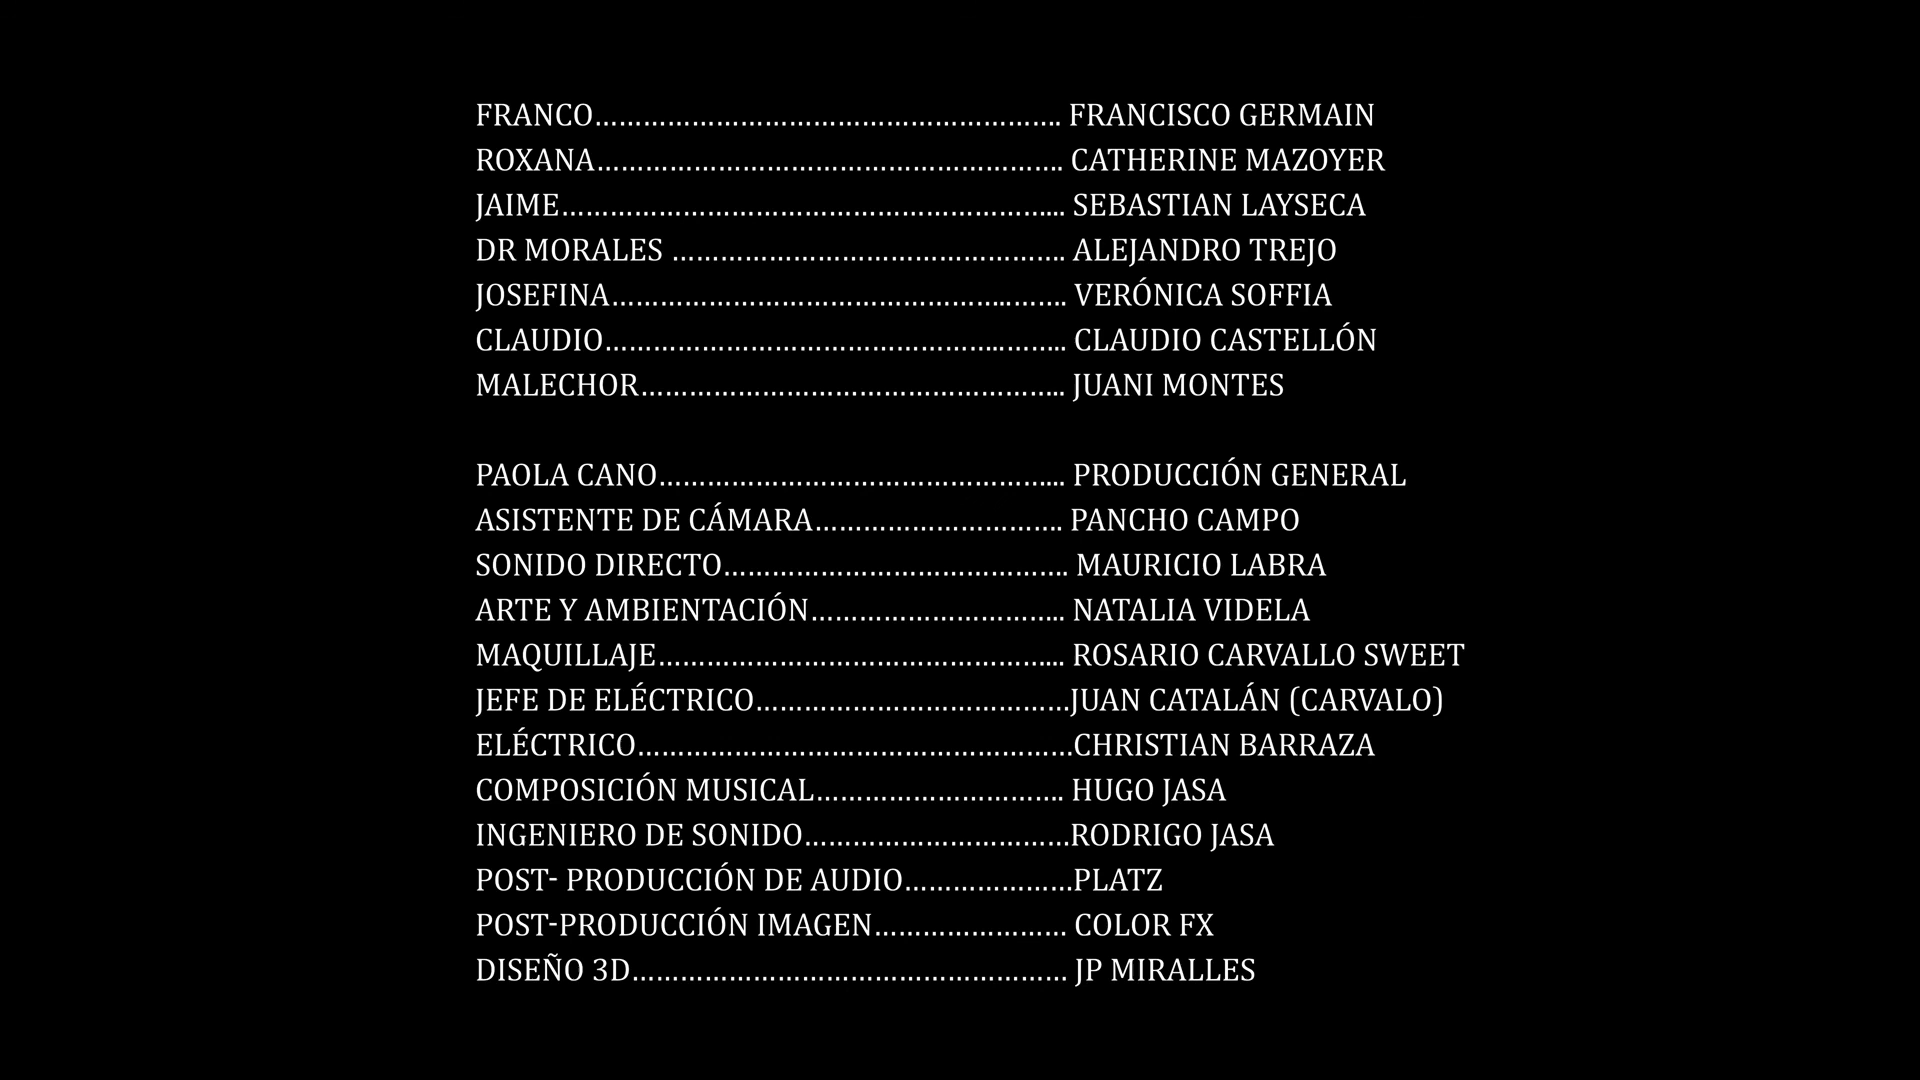 FRANCO……………………………………………………. FRANCISCO GERMAIN
ROXANA……………………………………………………. CATHERINE MAZOYER
JAIME……………………………………………………... SEBASTIAN LAYSECA
DR MORALES ……………………………………………. ALEJANDRO TREJO
JOSEFINA…………………………………………..…….. VERÓNICA SOFFIA
CLAUDIO…………………………………………..…….. CLAUDIO CASTELLÓN
MALECHOR…………………………………………….. JUANI MONTES
PAOLA CANO…………………………………………... PRODUCCIÓN GENERAL
ASISTENTE DE CÁMARA…………………………. PANCHO CAMPO
SONIDO DIRECTO……………………………………. MAURICIO LABRA
ARTE Y AMBIENTACIÓN………………………….. NATALIA VIDELA
MAQUILLAJE…………………………………………... ROSARIO CARVALLO SWEET
JEFE DE ELÉCTRICO…………………………………JUAN CATALÁN (CARVALO)
ELÉCTRICO………………………………………………CHRISTIAN BARRAZA
COMPOSICIÓN MUSICAL…………………………. HUGO JASA
INGENIERO DE SONIDO……………………………RODRIGO JASA
POST- PRODUCCIÓN DE AUDIO…………………PLATZ
POST-PRODUCCIÓN IMAGEN…………………… COLOR FX
DISEÑO 3D……………………………………………… JP MIRALLES